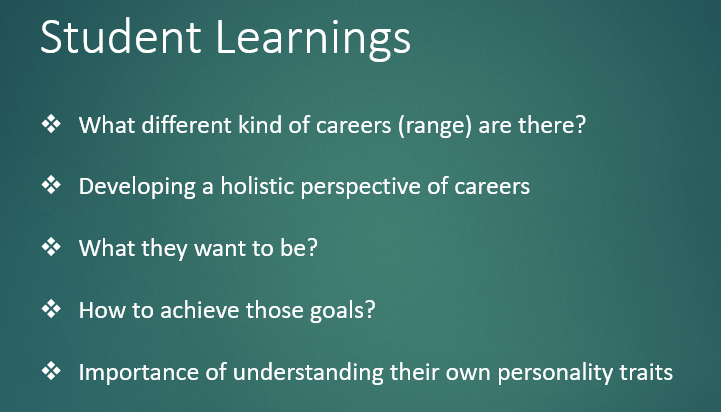 Student Learnings
❖ What different kind of careers (range) are there?
❖ Developing a holistic perspective of careers
❖ What they want to be?
❖ How to achieve those goals?
❖ Importance of understanding their own personality traits